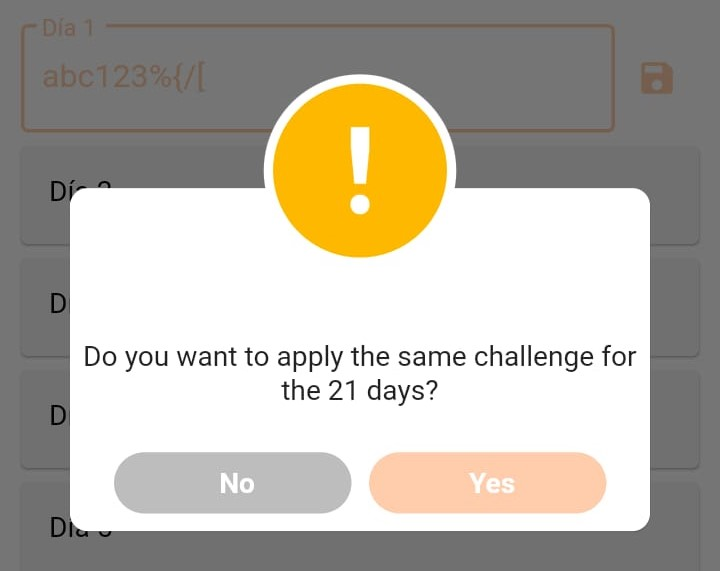 Día 1
abc123%{/[
!
Do you want to apply the same challenge for
the 21 days?
No
Yes